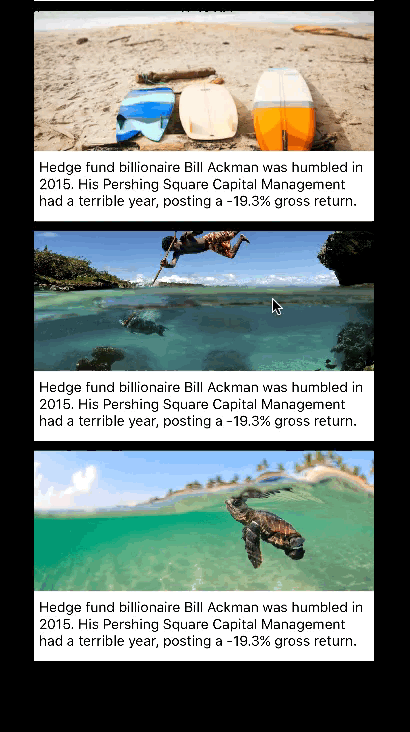 Hedge fund billionaire Bill Ackman was humbled in
2015. His Pershing Square Capital Management
had a terrible year, posting a -19.3% gross return.
Hedge fund billionaire Bill Ackman was humbled in
2015. His Pershing Square Capital Management
had a terrible year, posting a -19.3% gross return.
Hedge fund billionaire Bill Ackman was humbled in
2015. His Pershing Square Capital Management
had a terrible year, posting a -19.3% gross return.